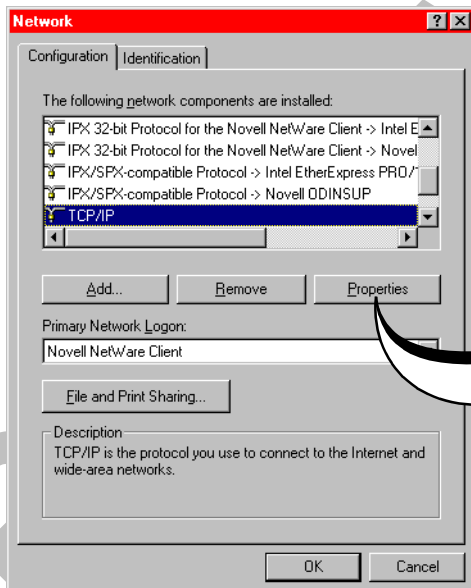 Network
Configuration Identification
The following network components are installed:
IPX 32-bit Protocol for the Novell NetWare Client -> Intel E
IPX 32-bit Protocol for the Novell NetWare Client -> Novel
IPX/SPX-compatible Protocol -> Intel EtherExpress PRO/
IPX/SPX-compatible Protocol -> Novell ODINSUP
TCP/IP
Add... Remove Properties
Primary Network Logon:
Novell NetWare Client
File and Print Sharing...
Description
TCP/IP is the protocol you use to connect to the Internet and
wide-area networks.
OK Cancel